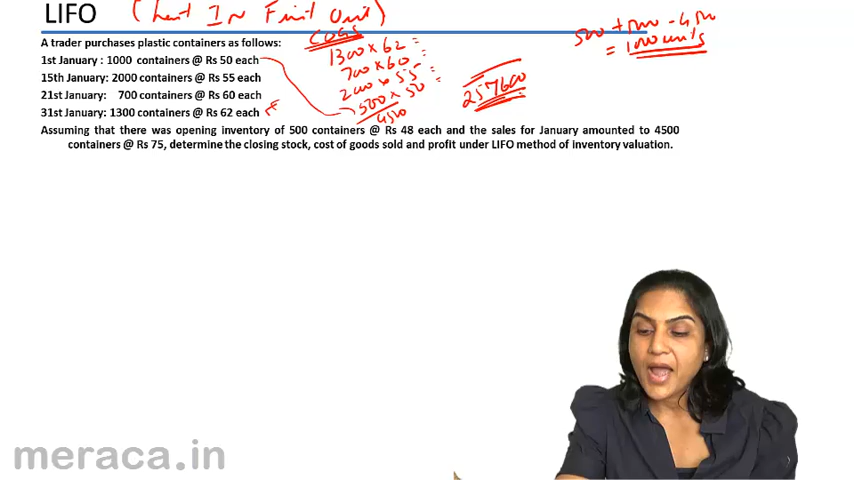 LIFO (Last In First Out)
A trader purchases plastic containers as follows:
1st January : 1000 containers @ Rs 50 each
15th January: 2000 containers @ Rs 55 each
21st January: 700 containers @ Rs 60 each
31st January: 1300 containers @ Rs 62 each
COGS
1300 × 62 =
700 × 60 =
2000 × 55 =
500 × 50 =
4500
257600
500 + 5000 - 4500
= 1000 units
Assuming that there was opening inventory of 500 containers @ Rs 48 each and the sales for January amounted to 4500
containers @ Rs 75, determine the closing stock, cost of goods sold and profit under LIFO method of inventory valuation.
meraca.in